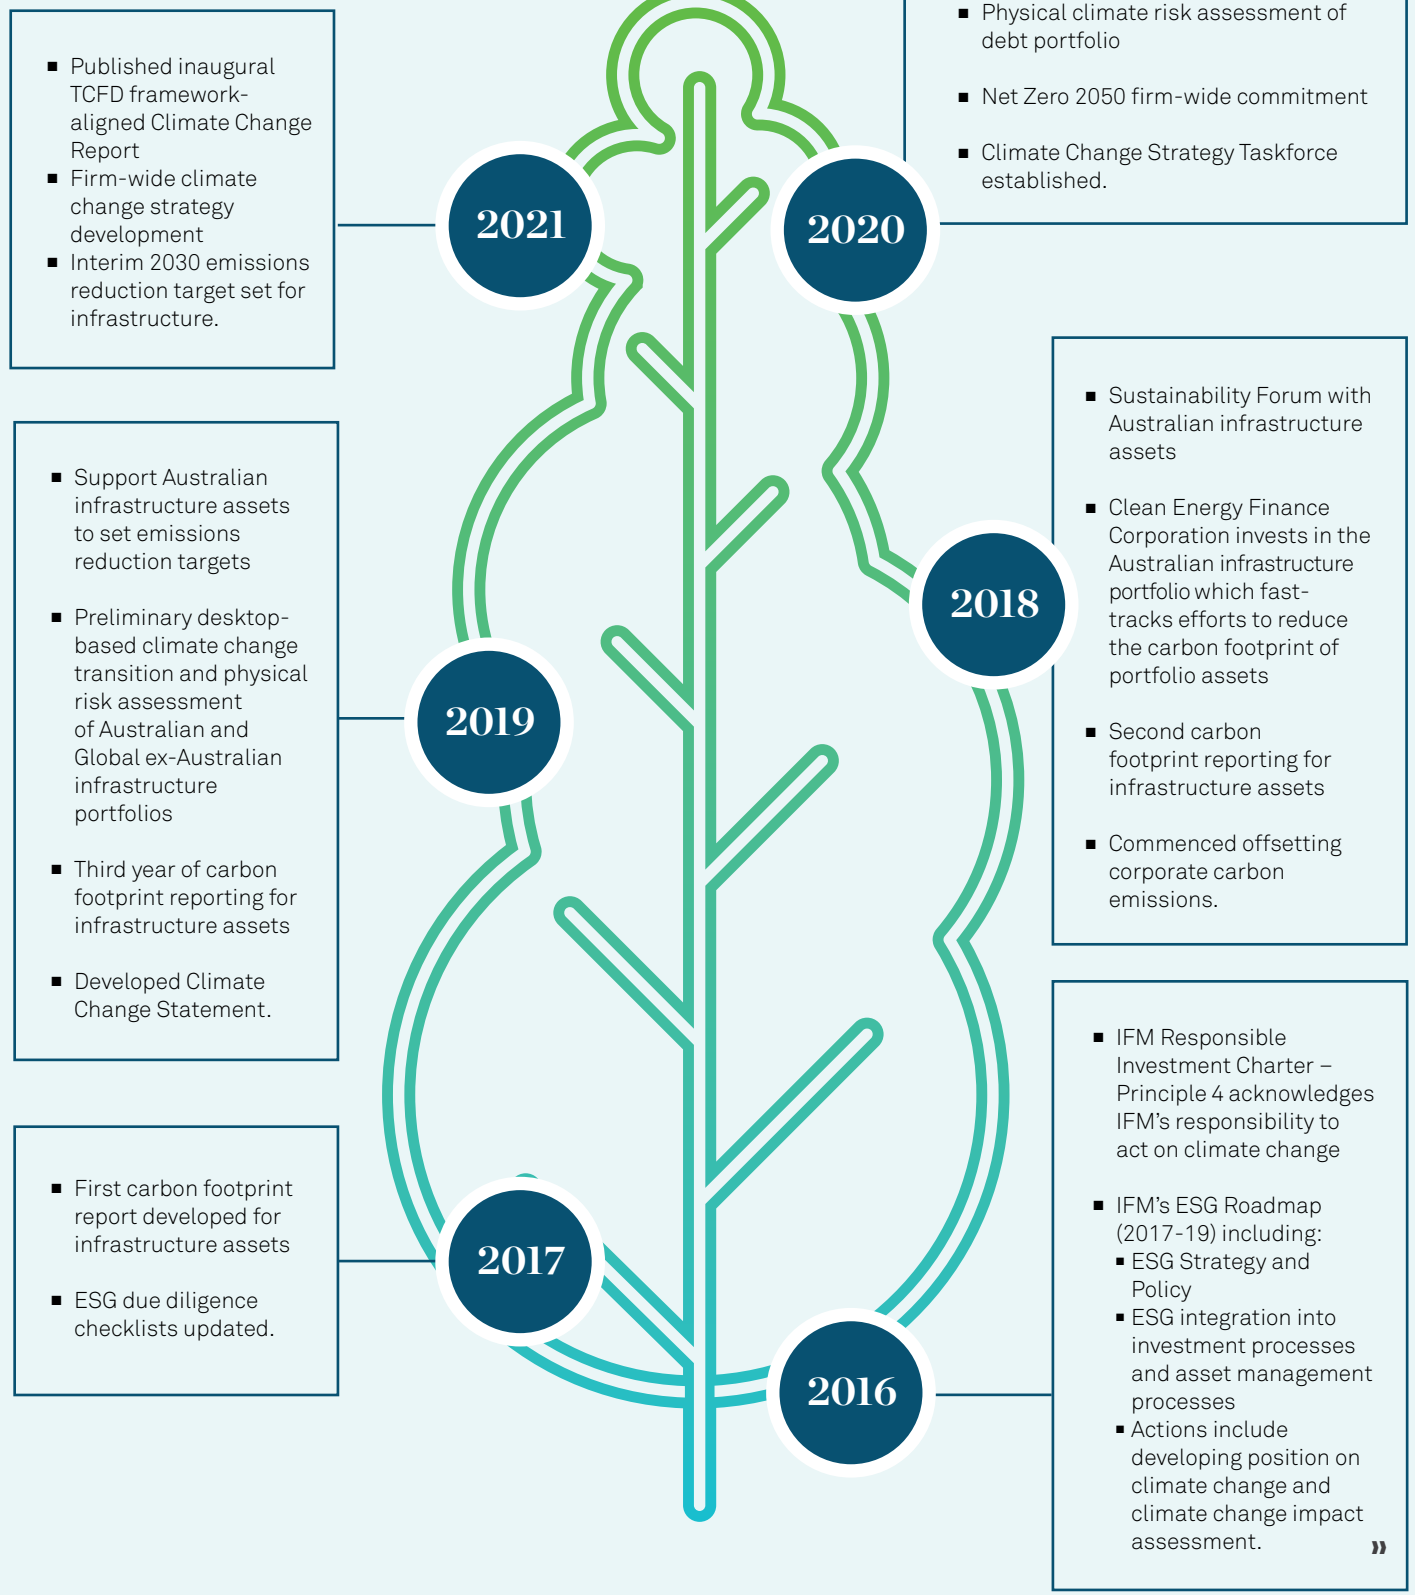 ■ Published inaugural
TCFD framework-
aligned Climate Change
Report
■ Firm-wide climate
change strategy
development
■ Interim 2030 emissions
reduction target set for
infrastructure.
2021
■ Physical climate risk assessment of
debt portfolio
■ Net Zero 2050 firm-wide commitment
■ Climate Change Strategy Taskforce
established.
2020
■ Support Australian
infrastructure assets
to set emissions
reduction targets
■ Preliminary desktop-
based climate change
transition and physical
risk assessment
of Australian and
Global ex-Australian
infrastructure
portfolios
■ Third year of carbon
footprint reporting for
infrastructure assets
■ Developed Climate
Change Statement.
2019
■ Sustainability Forum with
Australian infrastructure
assets
■ Clean Energy Finance
Corporation invests in the
Australian infrastructure
portfolio which fast-
tracks efforts to reduce
the carbon footprint of
portfolio assets
■ Second carbon
footprint reporting for
infrastructure assets
■ Commenced offsetting
corporate carbon
emissions.
2018
■ First carbon footprint
report developed for
infrastructure assets
■ ESG due diligence
checklists updated.
2017
■ IFM Responsible
Investment Charter –
Principle 4 acknowledges
IFM’s responsibility to
act on climate change
■ IFM’s ESG Roadmap
(2017-19) including:
■ ESG Strategy and
Policy
■ ESG integration into
investment processes
and asset management
processes
■ Actions include
developing position on
climate change and
climate change impact
assessment.
»
2016